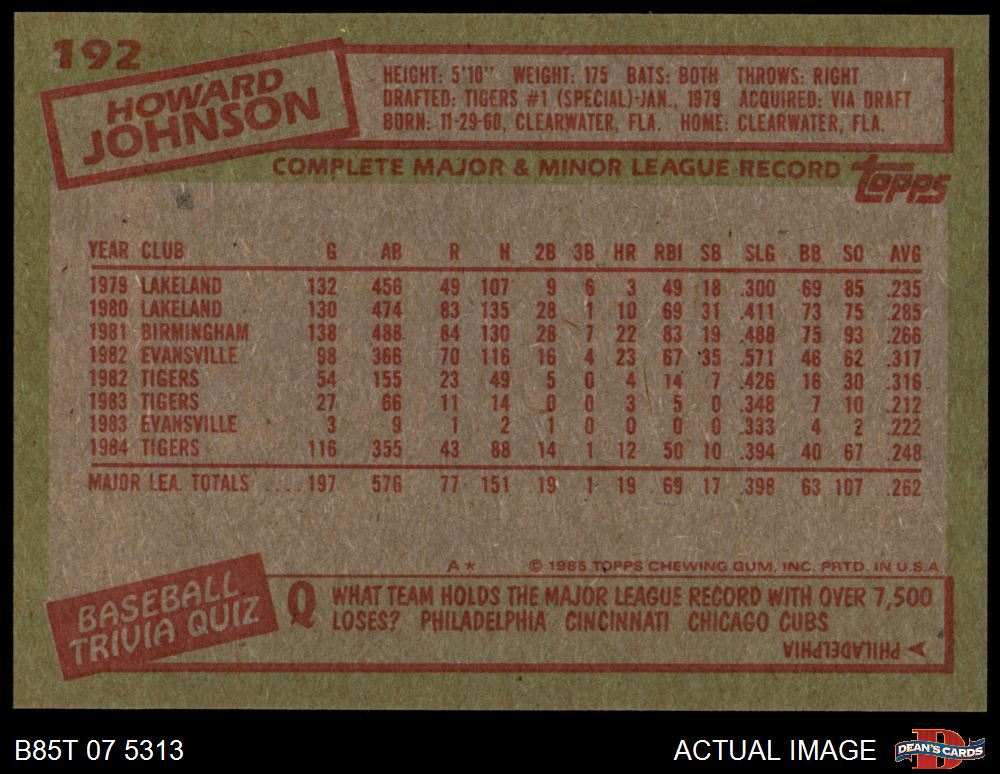 192
HOWARD
JOHNSON
HEIGHT: 5'10" WEIGHT: 175 BATS: BOTH THROWS: RIGHT
DRAFTED: TIGERS #1 (SPECIAL)-JAN., 1979 ACQUIRED: VIA DRAFT
BORN: 11-29-60, CLEARWATER, FLA. HOME: CLEARWATER, FLA.
COMPLETE MAJOR & MINOR LEAGUE RECORD
topps
YEAR CLUB G AB R H 2B 3B HR RBI SB SLG BB SO AVG
1979 LAKELAND 132 456 49 107 9 6 3 49 18 .300 69 85 .235
1980 LAKELAND 130 474 83 135 28 1 10 69 31 .411 73 75 .285
1981 BIRMINGHAM 138 488 84 130 28 7 22 83 19 .488 75 93 .266
1982 EVANSVILLE 98 366 70 116 16 4 23 67 35 .571 46 62 .317
1982 TIGERS 54 155 23 49 5 0 4 14 7 .426 18 30 .316
1983 TIGERS 27 66 11 14 0 0 3 5 0 .348 7 10 .212
1983 EVANSVILLE 3 9 1 2 1 0 0 0 0 .333 4 2 .222
1984 TIGERS 116 355 43 88 14 1 12 50 10 .394 40 67 .248
MAJOR LEA. TOTALS ....197 576 77 151 19 1 19 69 17 .398 63 107 .262
A * © 1985 TOPPS CHEWING GUM, INC. PRTD. IN U.S.A
BASEBALL
TRIVIA QUIZ
Q WHAT TEAM HOLDS THE MAJOR LEAGUE RECORD WITH OVER 7,500
LOSES? PHILADELPHIA CINCINNATI CHICAGO CUBS
PHILADELPHIA
B85T 07 5313
ACTUAL IMAGE
DEAN'S CARDS